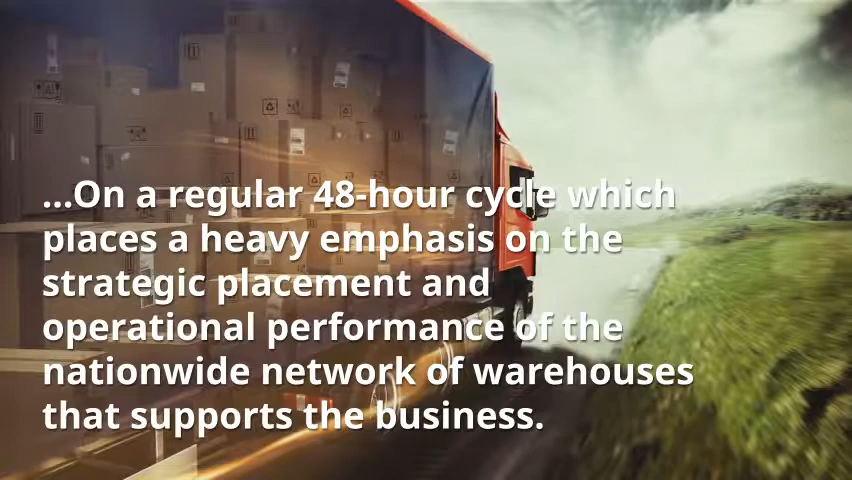 ...On a regular 48-hour cycle which
places a heavy emphasis on the
strategic placement and
operational performance of the
nationwide network of warehouses
that supports the business.